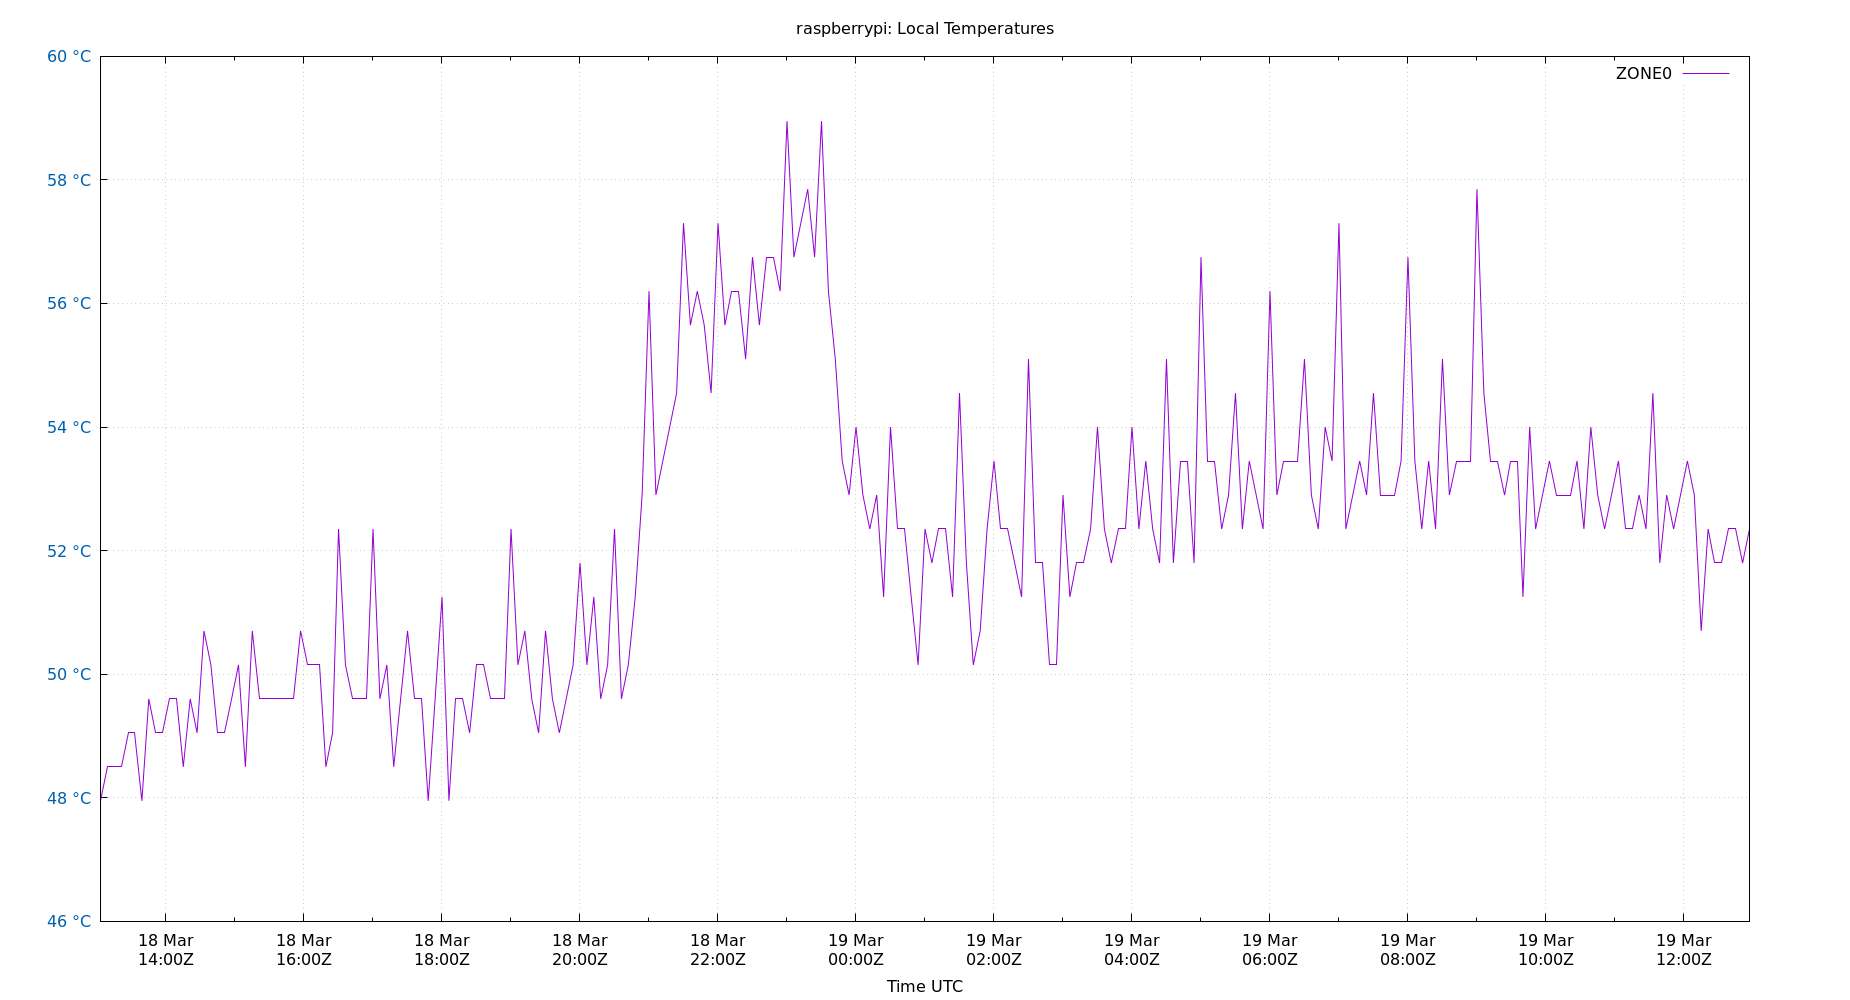 raspberrypi: Local Temperatures
60 °C
ZONE0
58 °C
56 °C
54 °C
52 °C
50 °C
48 °C
46 °C
18 Mar 18 Mar 18 Mar 18 Mar 18 Mar 19 Mar 19 Mar 19 Mar 19 Mar 19 Mar 19 Mar 19 Mar
14:00Z 16:00Z 18:00Z 20:00Z 22:00Z 00:00Z 02:00Z 04:00Z 06:00Z 08:00Z 10:00Z 12:00Z
Time UTC